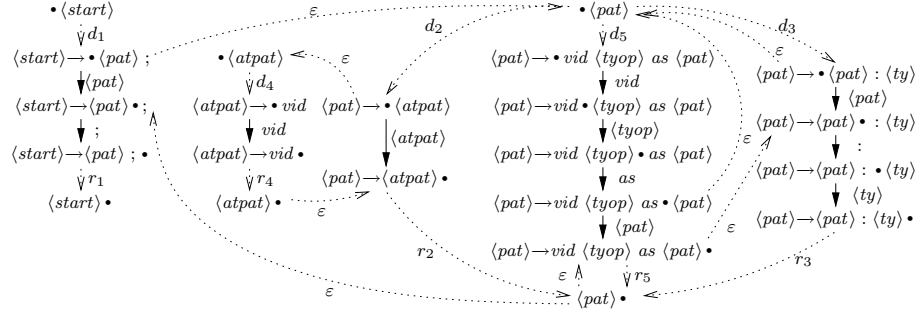 •⟨start⟩
d₁
⟨start⟩→•⟨pat⟩ ;
⟨pat⟩
⟨start⟩→⟨pat⟩•;
;
⟨start⟩→⟨pat⟩ ; •
r₁
⟨start⟩•
ε
ε
•⟨atpat⟩
d₄
⟨atpat⟩→•vid
vid
⟨atpat⟩→vid•
r₄
⟨atpat⟩•
ε
ε
d₂
⟨pat⟩→•⟨atpat⟩
⟨atpat⟩
⟨pat⟩→⟨atpat⟩•
r₂
•⟨pat⟩
d₅
⟨pat⟩→•vid ⟨tyop⟩ as ⟨pat⟩
vid
⟨pat⟩→vid•⟨tyop⟩ as ⟨pat⟩
⟨tyop⟩
⟨pat⟩→vid ⟨tyop⟩•as ⟨pat⟩
as
⟨pat⟩→vid ⟨tyop⟩ as•⟨pat⟩
⟨pat⟩
⟨pat⟩→vid ⟨tyop⟩ as ⟨pat⟩•
ε
r₅
⟨pat⟩•
ε
ε
d₃
ε
⟨pat⟩→•⟨pat⟩ : ⟨ty⟩
⟨pat⟩
⟨pat⟩→⟨pat⟩• : ⟨ty⟩
:
⟨pat⟩→⟨pat⟩ : •⟨ty⟩
⟨ty⟩
⟨pat⟩→⟨pat⟩ : ⟨ty⟩•
r₃